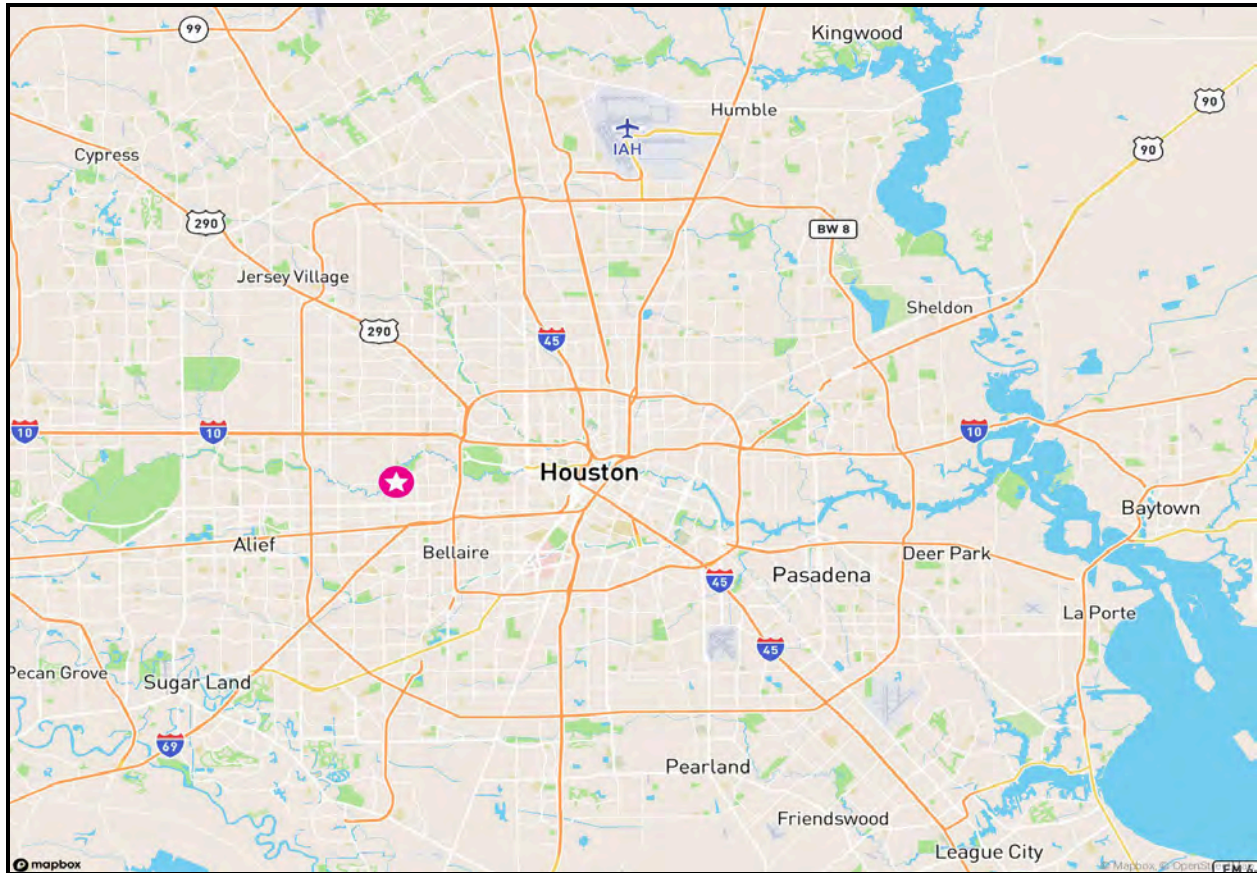 99
Kingwood
Humble
90
IAH
90
Cypress
290
BW 8
Jersey Village
Sheldon
290
45
10
10
10
Houston
Baytown
Alief
Bellaire
Deer Park
45
Pasadena
La Porte
45
Pecan Grove
Sugar Land
69
Pearland
Friendswood
League City
mapbox
© Mapbox, © OpenStreetMap